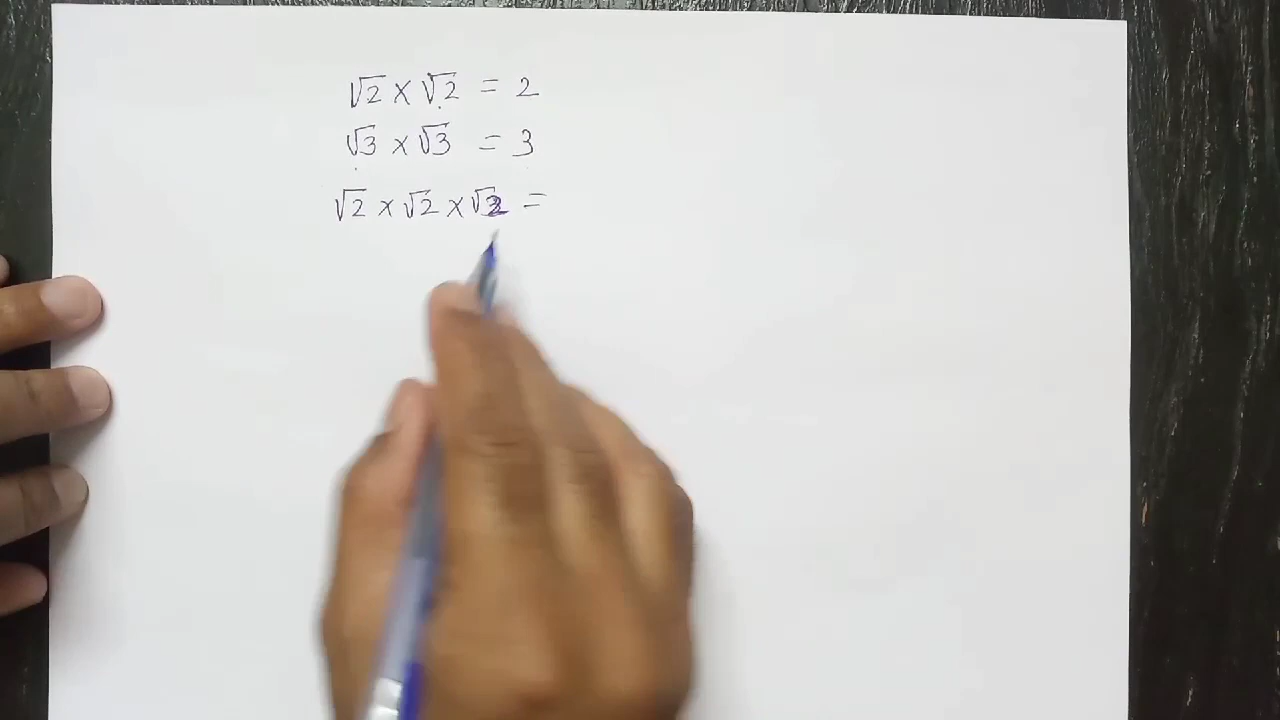 √2 × √2 = 2
√3 × √3 = 3
√2 × √2 × √2 =